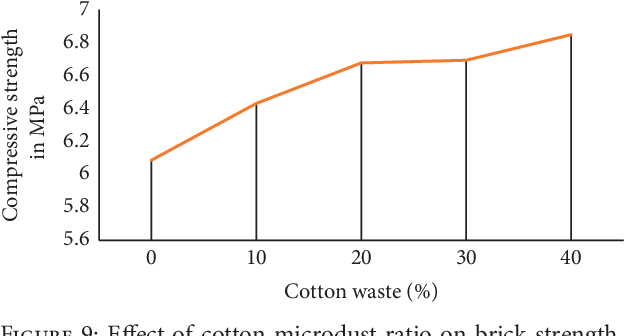 7
6.8
6.6
6.4
6.2
6
5.8
5.6
Compressive strength
in MPa
0 10 20 30 40
Cotton waste (%)
Figure 9: Effect of cotton microdust ratio on brick strength